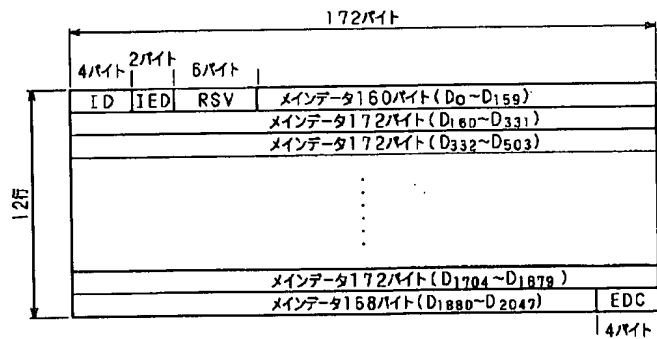 172バイト
4バイト 2バイト 6バイト
ID IED RSV メインデータ160バイト(D0~D159)
メインデータ172バイト(D160~D331)
メインデータ172バイト(D332~D503)
12行
メインデータ172バイト(D1704~D1879)
メインデータ168バイト(D1880~D2047) EDC
4バイト